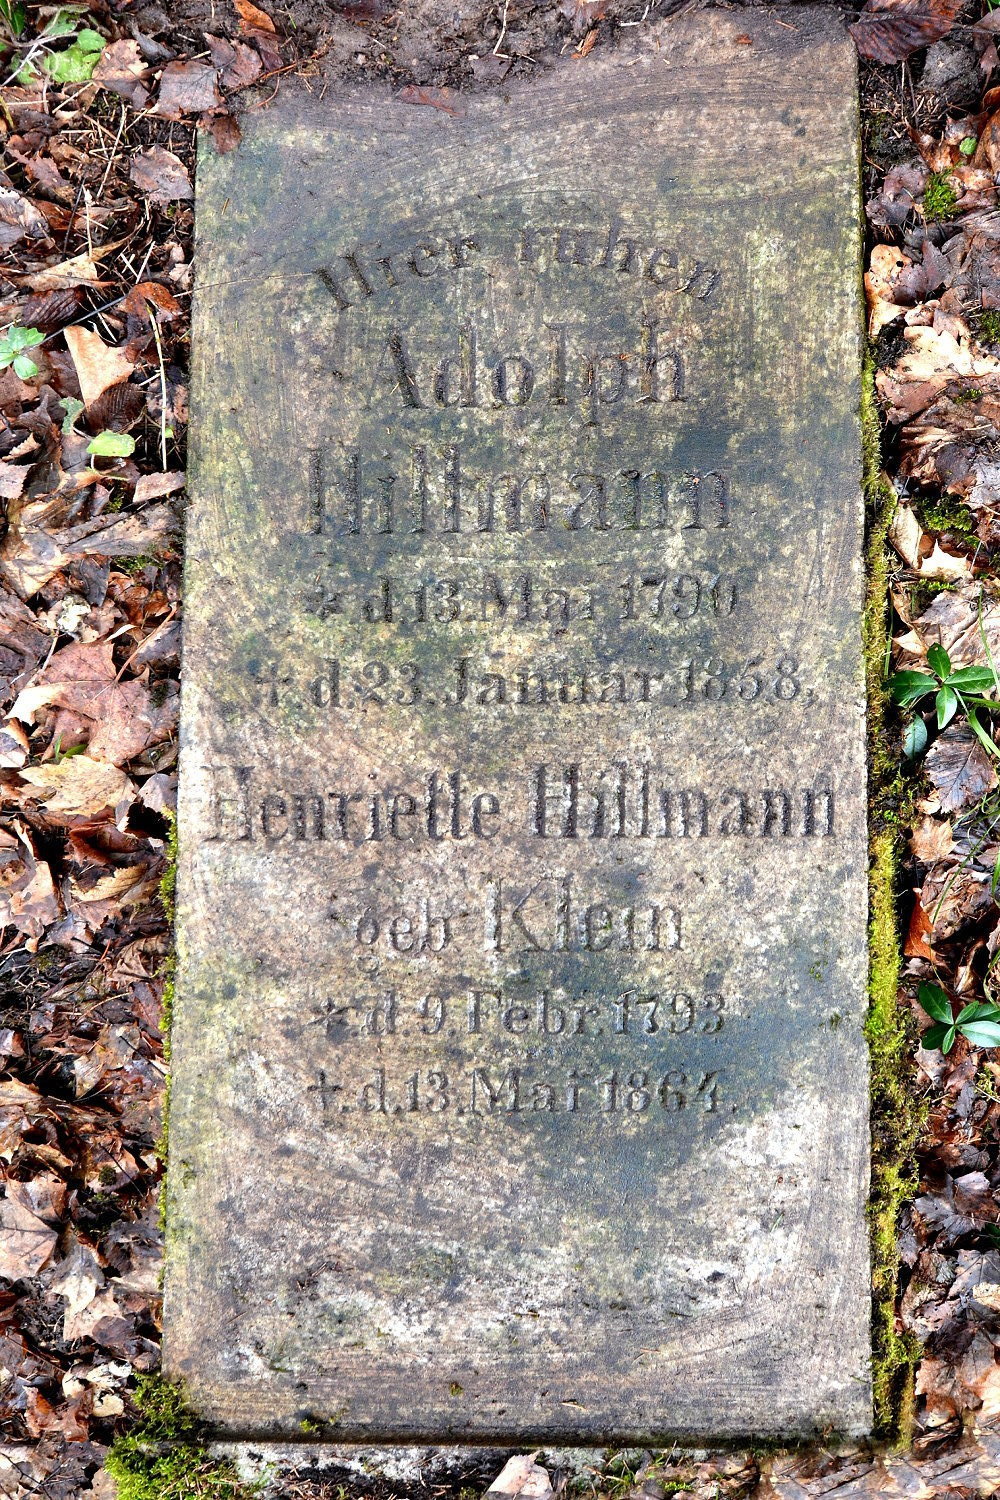 Hier ruhen
Adolph
Hillmann
* d.13.Mai 1790
† d.23.Januar 1858,
Henriette Hillmann
geb Klein
* d 9.Febr.1793
†.d.13.Mai 1864.